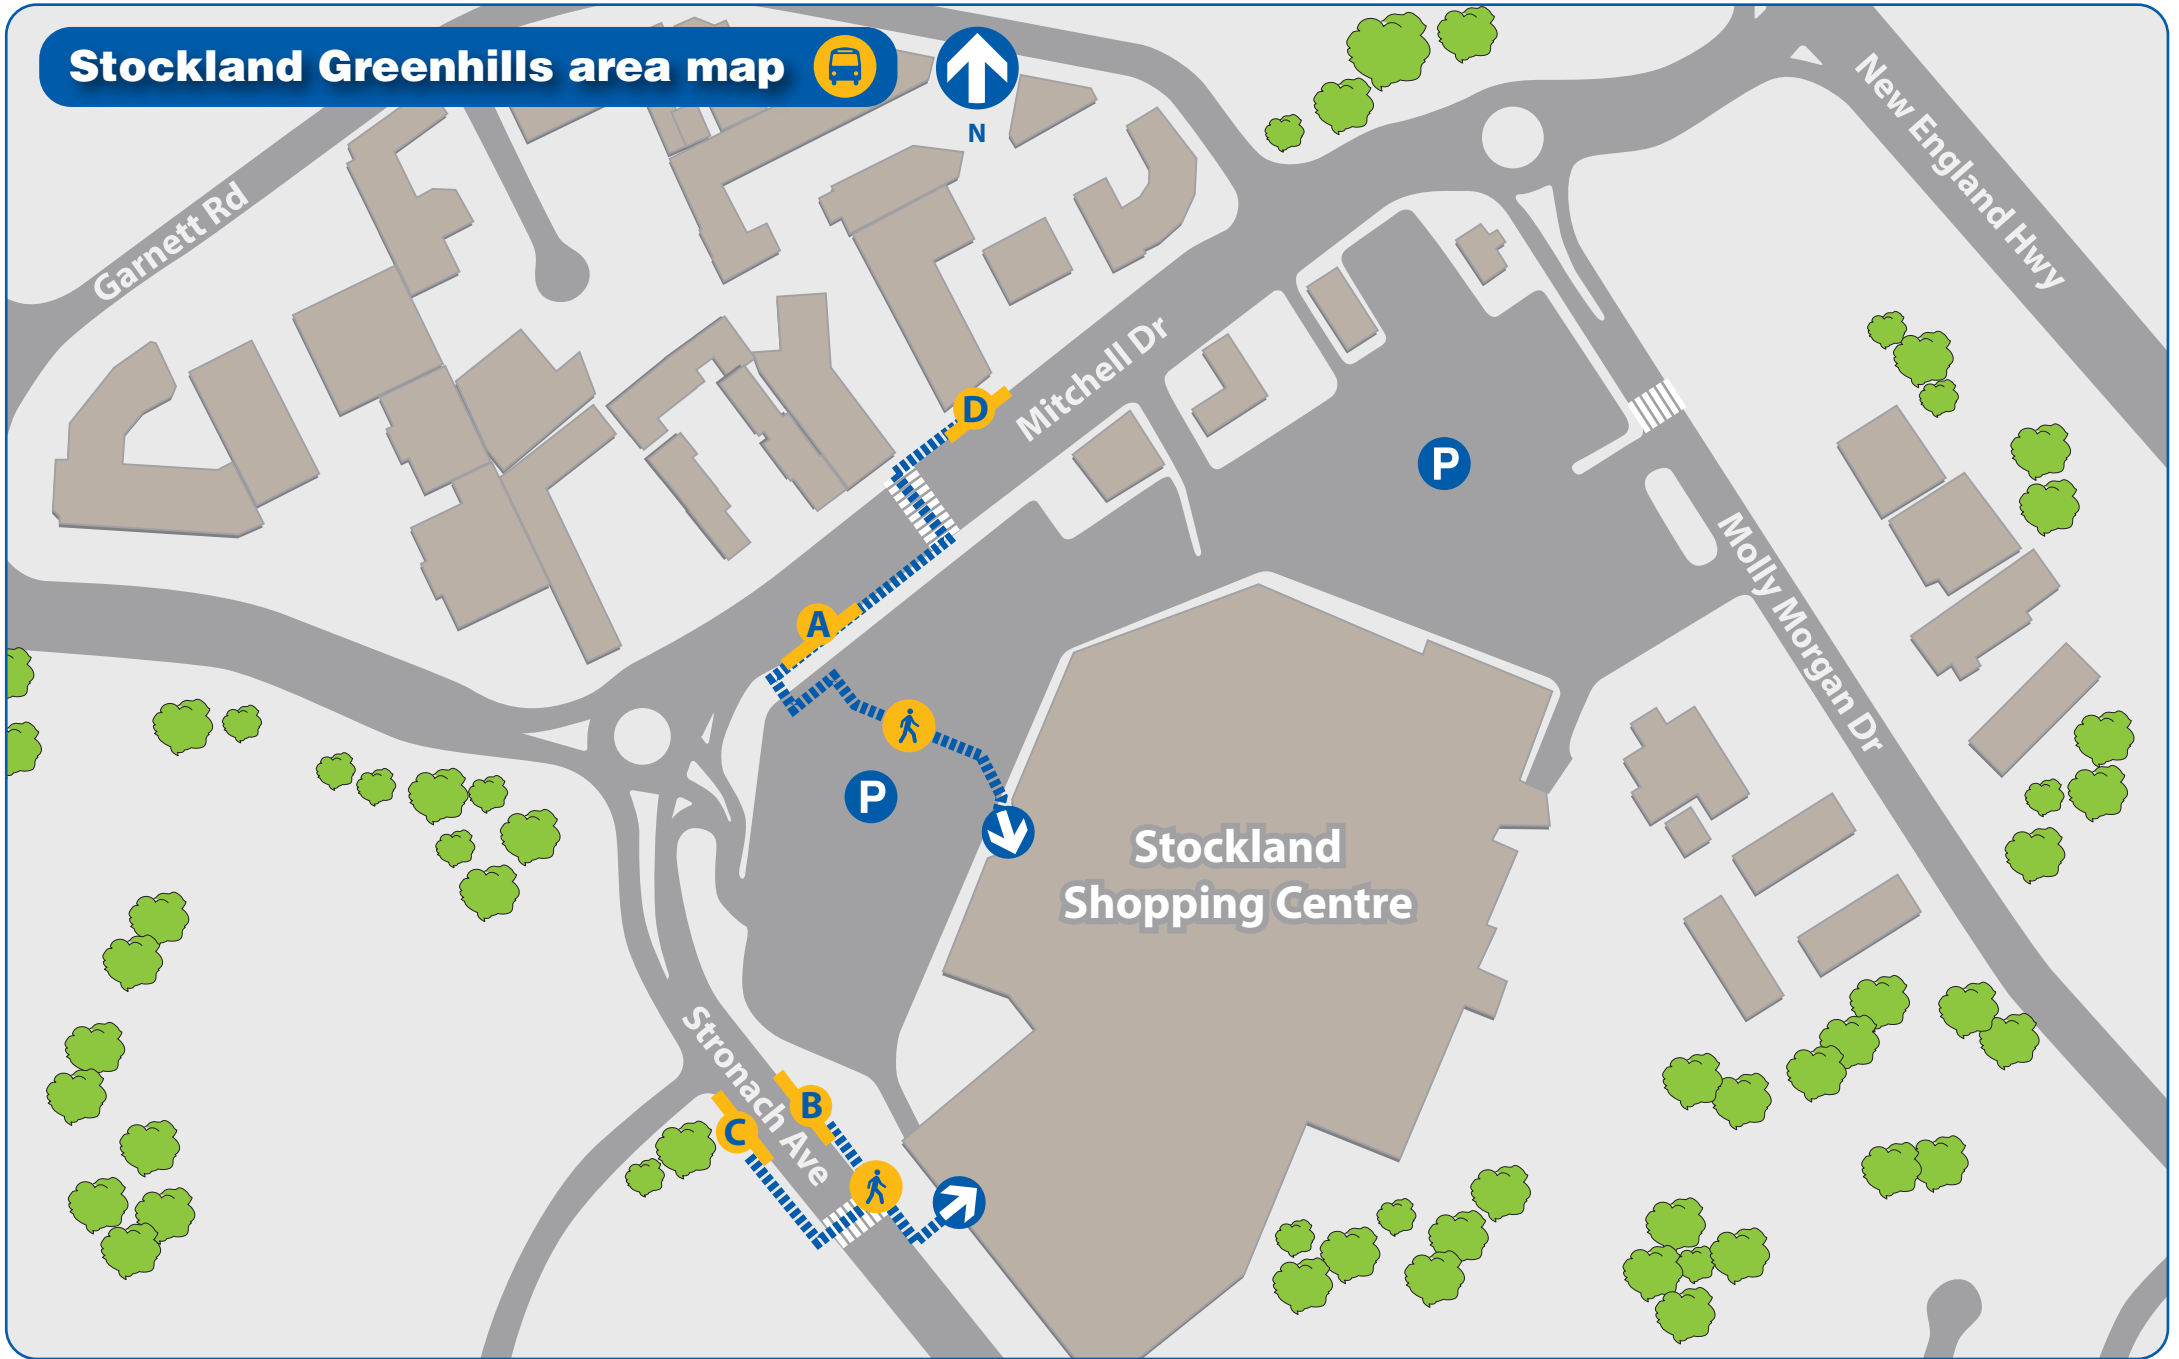 Stockland Greenhills area map
N
New England Hwy
Garnett Rd
Mitchell Dr
D
P
Molly Morgan Dr
A
P
Stockland
Shopping Centre
Stronach Ave
B
C